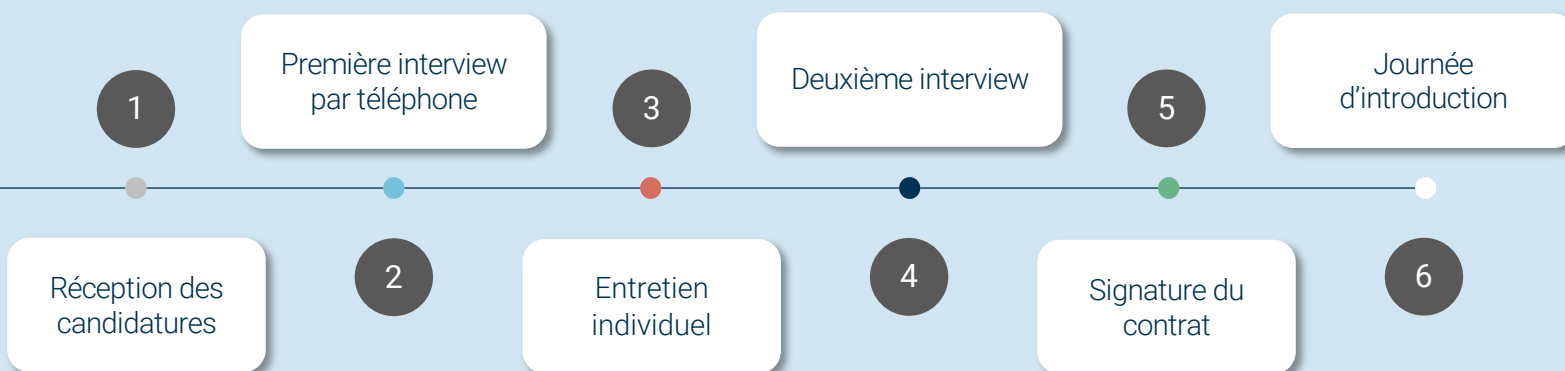 1
Réception des
candidatures
Première interview
par téléphone
2
3
Entretien
individuel
Deuxième interview
4
5
Signature du
contrat
Journée
d'introduction
6